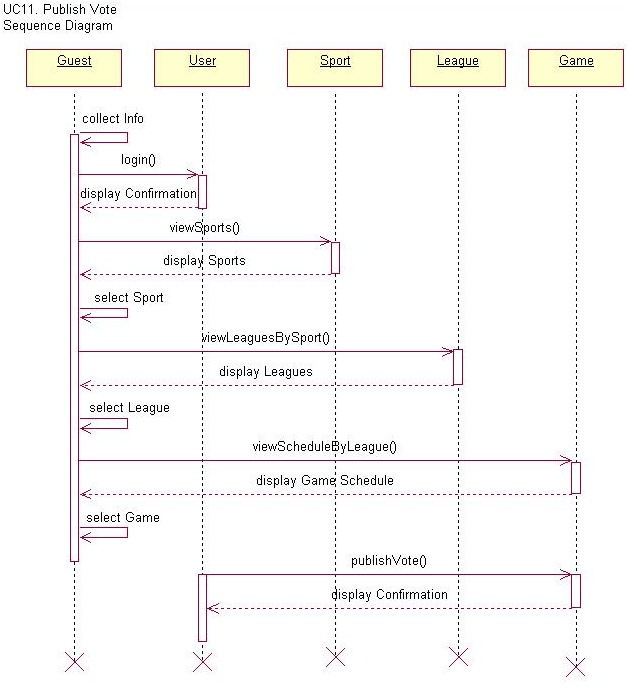 UC11. Publish Vote
Sequence Diagram
Guest User Sport League Game
collect Info
login()
display Confirmation
viewSports()
display Sports
select Sport
viewLeaguesBySport()
display Leagues
select League
viewScheduleByLeague()
display Game Schedule
select Game
publishVote()
display Confirmation